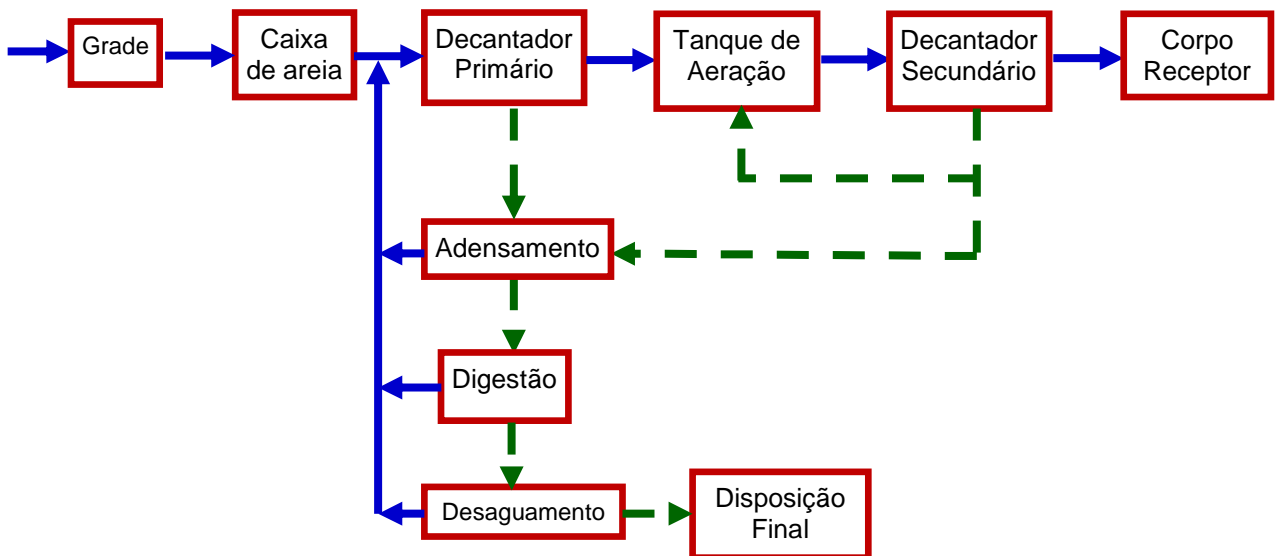 Grade
Caixa
de areia
Decantador
Primário
Tanque de
Aeração
Decantador
Secundário
Corpo
Receptor
Adensamento
Digestão
Desaguamento
Disposição
Final